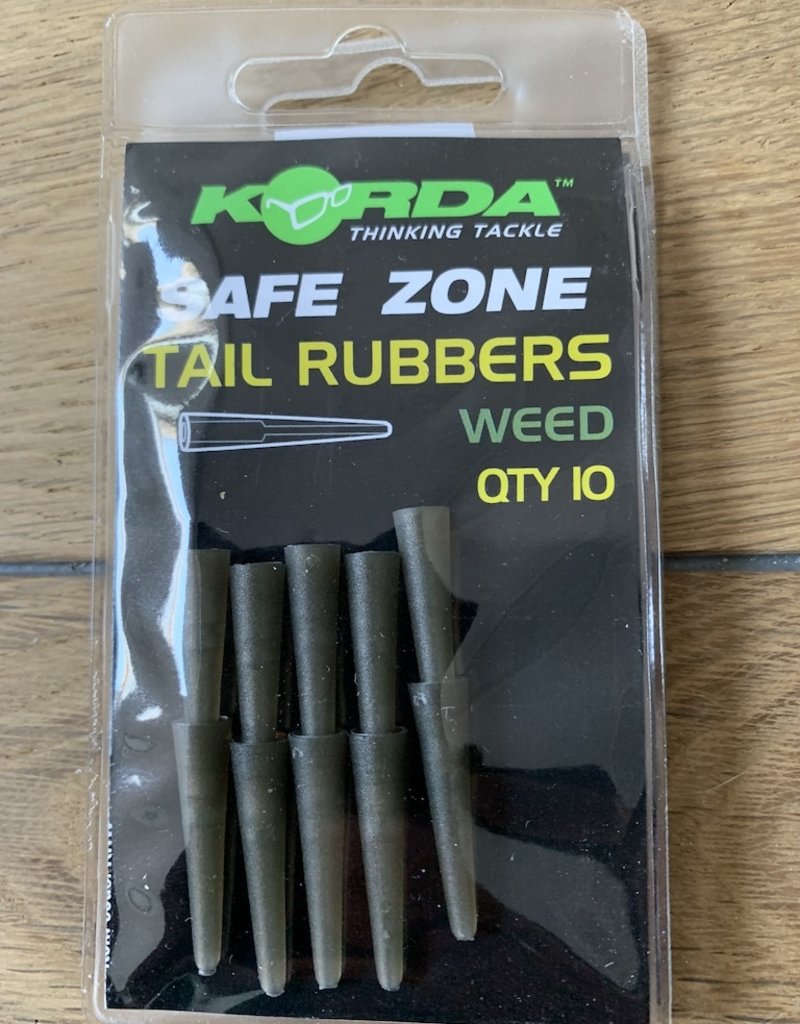 KORDA™
THINKING TACKLE
SAFE ZONE
TAIL RUBBERS
WEED
QTY 10